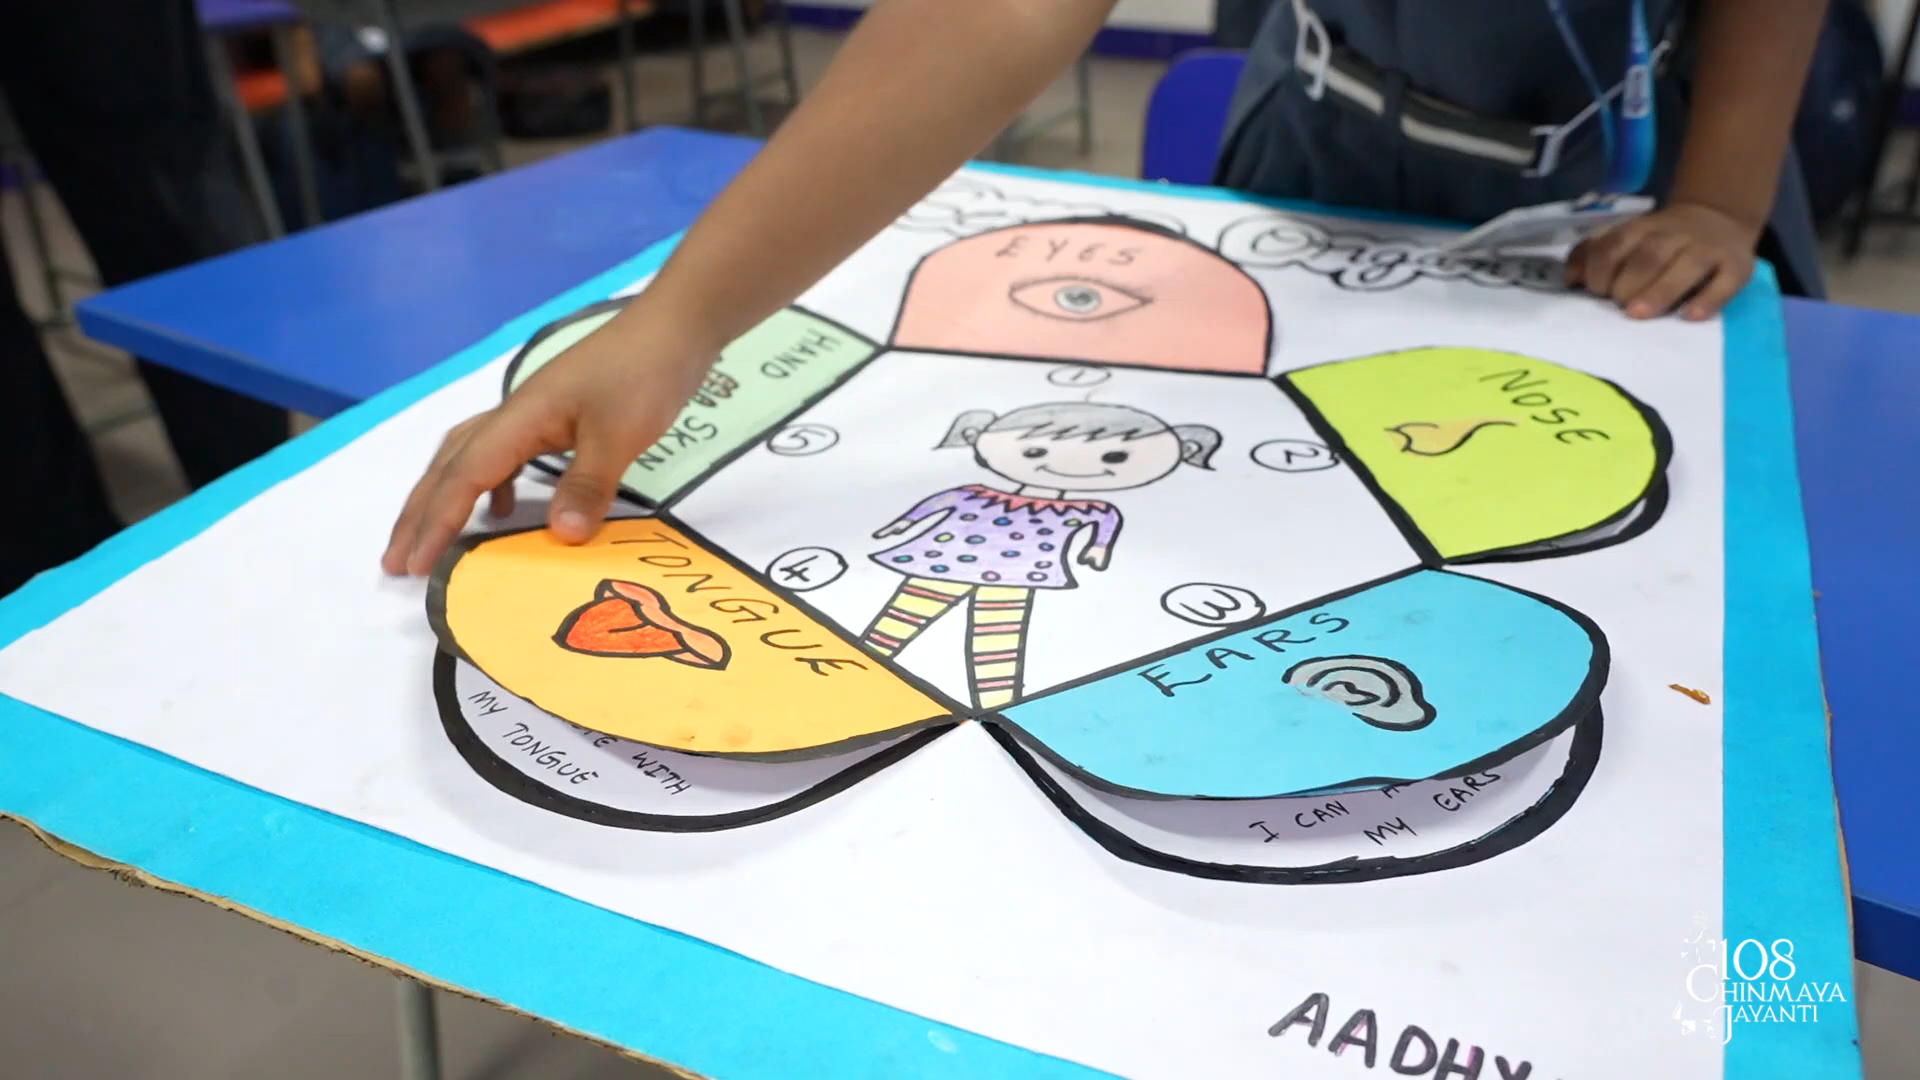 Organs
EYES
1
HAND
SKIN
NOSE
5
2
TONGUE
4
3
EARS
MY TONGUE
WITH
I CAN
MY EARS
AADHY
108
CHINMAYA
JAYANTI